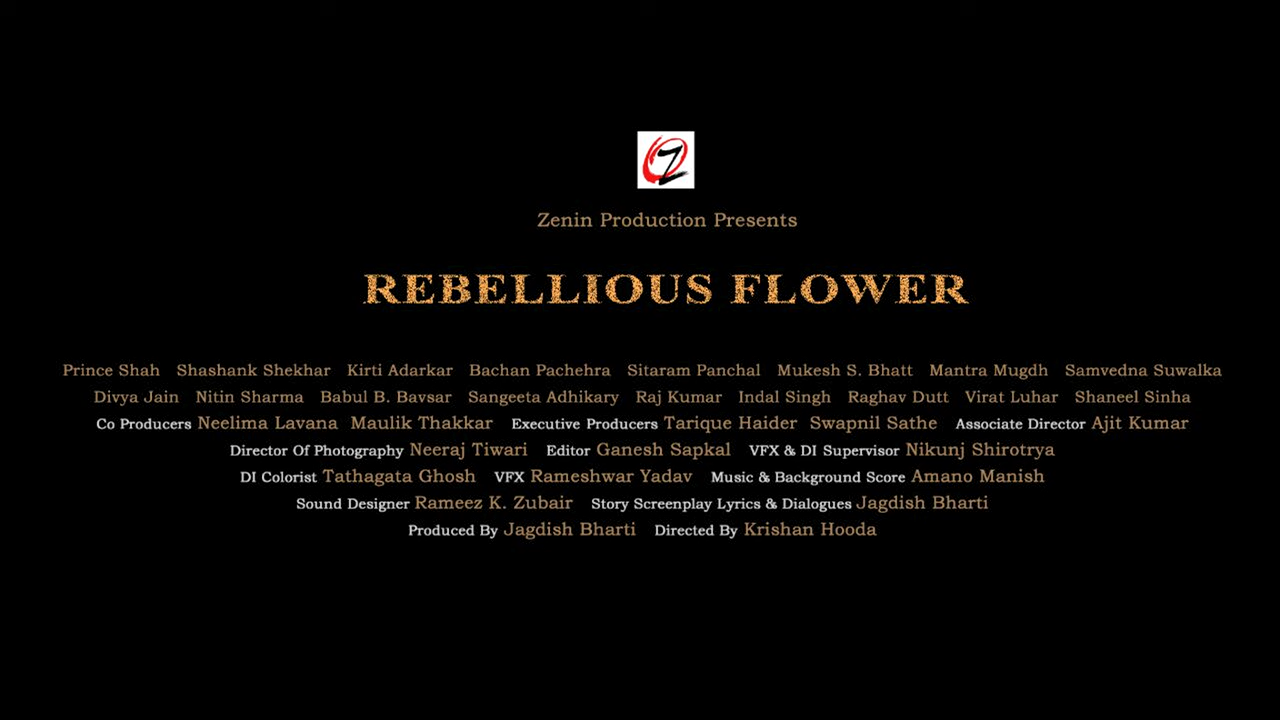 Z
Zenin Production Presents
REBELLIOUS FLOWER
Prince Shah Shashank Shekhar Kirti Adarkar Bachan Pachehra Sitaram Panchal Mukesh S. Bhatt Mantra Mugdh Samvedna Suwalka
Divya Jain Nitin Sharma Babul B. Bavsar Sangeeta Adhikary Raj Kumar Indal Singh Raghav Dutt Virat Luhar Shaneel Sinha
Co Producers Neelima Lavana Maulik Thakkar Executive Producers Tarique Haider Swapnil Sathe Associate Director Ajit Kumar
Director Of Photography Neeraj Tiwari Editor Ganesh Sapkal VFX & DI Supervisor Nikunj Shirotrya
DI Colorist Tathagata Ghosh VFX Rameshwar Yadav Music & Background Score Amano Manish
Sound Designer Rameez K. Zubair Story Screenplay Lyrics & Dialogues Jagdish Bharti
Produced By Jagdish Bharti Directed By Krishan Hooda